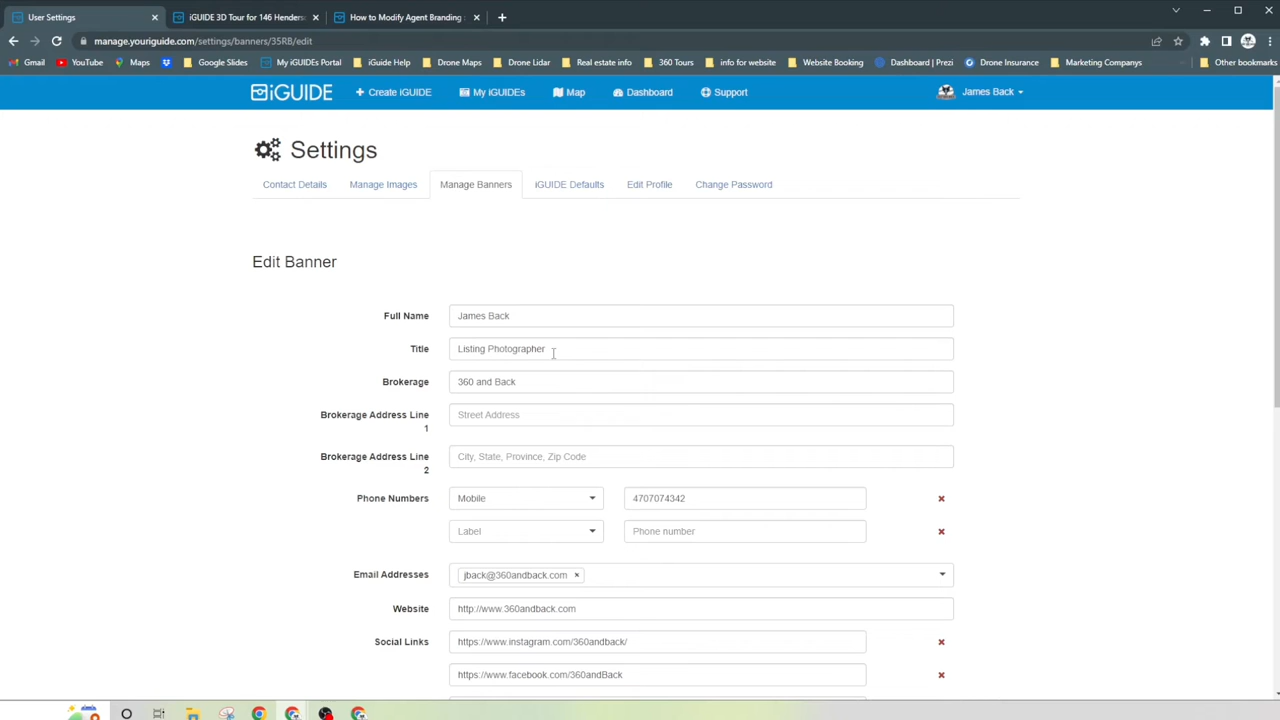 User Settings
iGUIDE 3D Tour for 146 Henders
How to Modify Agent Branding
manage.youriguide.com/settings/banners/35RB/edit
Gmail YouTube Maps Google Slides My iGUIDEs Portal iGuide Help Drone Maps Drone Lidar Real estate info 360 Tours info for website Website Booking Dashboard | Prezi Drone Insurance Marketing Companys Other bookmarks
iGUIDE Create iGUIDE My iGUIDEs Map Dashboard Support James Back
Settings
Contact Details Manage Images Manage Banners iGUIDE Defaults Edit Profile Change Password
Edit Banner
Full Name James Back
Title Listing Photographer
Brokerage 360 and Back
Brokerage Address Line Street Address
1
Brokerage Address Line City, State, Province, Zip Code
2
Phone Numbers Mobile 4707074342
Label Phone number
Email Addresses jback@360andback.com ×
Website http://www.360andback.com
Social Links https://www.instagram.com/360andback/
https://www.facebook.com/360andBack